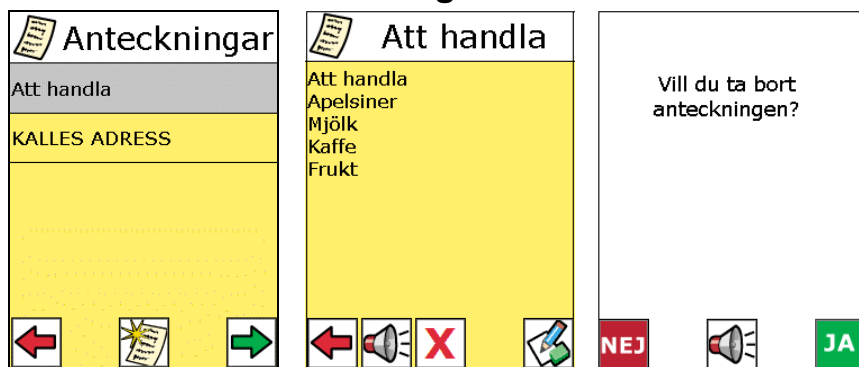 Anteckningar
Att handla
KALLES ADRESS
Att handla
Att handla
Apelsiner
Mjölk
Kaffe
Frukt
X
Vill du ta bort
anteckningen?
NEJ
JA